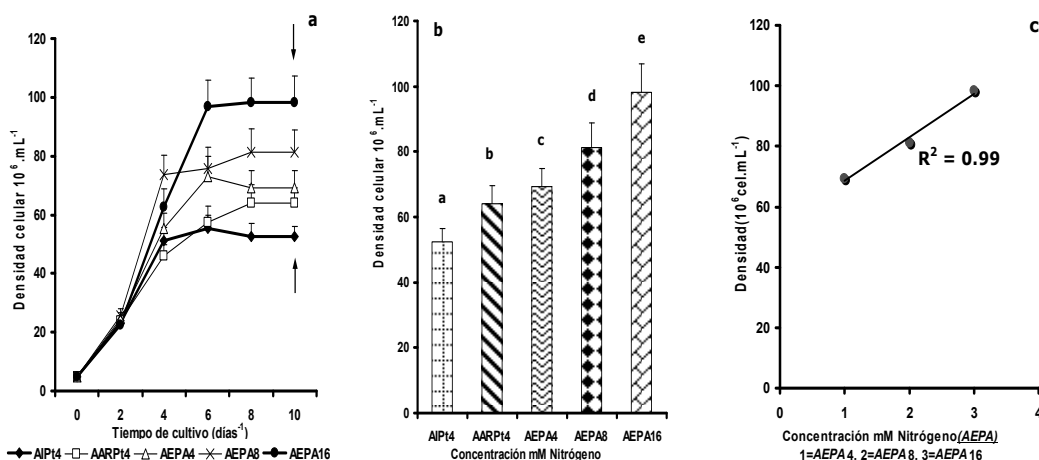 a
Densidad celular 10⁶.mL⁻¹
120
100
80
60
40
20
0
0 2 4 6 8 10
Tiempo de cultivo (días⁻¹)
AIPt4 AARPt4 AEPA4 AEPA8 AEPA16
b
Densidad celular 10⁶.mL⁻¹
120
100
80
60
40
20
0
a
b
c
d
e
AIPt4 AARPt4 AEPA4 AEPA8 AEPA16
Concentración mM Nitrógeno
c
Densidad(10⁶cel.mL⁻¹)
120
100
80
60
40
20
0
R² = 0.99
0 1 2 3 4
Concentración mM Nitrógeno(AEPA)
1=AEPA4, 2=AEPA8, 3=AEPA16